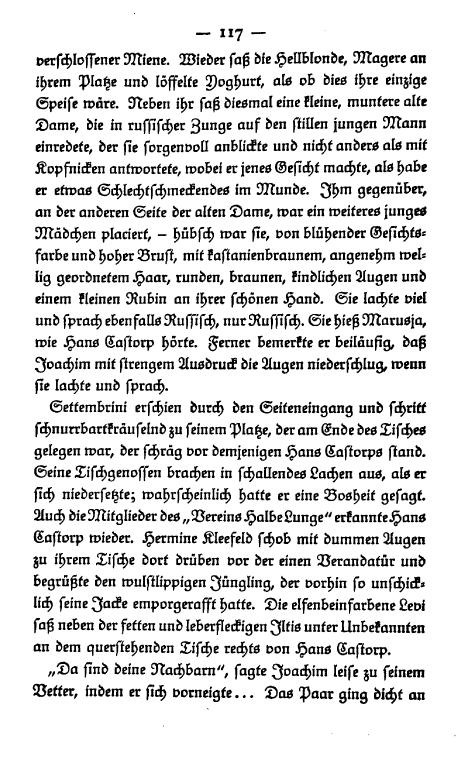 — 117 —
verschlossener Miene. Wieder saß die Hellblonde, Magere an
ihrem Platze und löffelte Yoghurt, als ob dies ihre einzige
Speise wäre. Neben ihr saß diesmal eine kleine, muntere alte
Dame, die in russischer Zunge auf den stillen jungen Mann
einredete, der sie sorgenvoll anblickte und nicht anders als mit
Kopfnicken antwortete, wobei er jenes Gesicht machte, als habe
er etwas Schlechtschmeckendes im Munde. Ihm gegenüber,
an der anderen Seite der alten Dame, war ein weiteres junges
Mädchen placiert, – hübsch war sie, von blühender Gesichts-
farbe und hoher Brust, mit kastanienbraunem, angenehm wel-
lig geordnetem Haar, runden, braunen, kindlichen Augen und
einem kleinen Rubin an ihrer schönen Hand. Sie lachte viel
und sprach ebenfalls Russisch, nur Russisch. Sie hieß Marusja,
wie Hans Castorp hörte. Ferner bemerkte er beiläufig, daß
Joachim mit strengem Ausdruck die Augen niederschlug, wenn
sie lachte und sprach.
Settembrini erschien durch den Seiteneingang und schritt
schnurrbartkräuselnd zu seinem Platze, der am Ende des Tisches
gelegen war, der schräg vor demjenigen Hans Castorps stand.
Seine Tischgenossen brachen in schallendes Lachen aus, als er
sich niedersetzte; wahrscheinlich hatte er eine Bosheit gesagt.
Auch die Mitglieder des „Vereins Halbe Lunge“ erkannte Hans
Castorp wieder. Hermine Kleefeld schob mit dummen Augen
zu ihrem Tische dort drüben vor der einen Verandatür und
begrüßte den wulstlippigen Jüngling, der vorhin so unschick-
lich seine Jacke emporgerafft hatte. Die elfenbeinfarbene Levi
saß neben der fetten und leberfleckigen Iltis unter Unbekannten
an dem querstehenden Tische rechts von Hans Castorp.
„Da sind deine Nachbarn“, sagte Joachim leise zu seinem
Vetter, indem er sich vorneigte... Das Paar ging dicht an